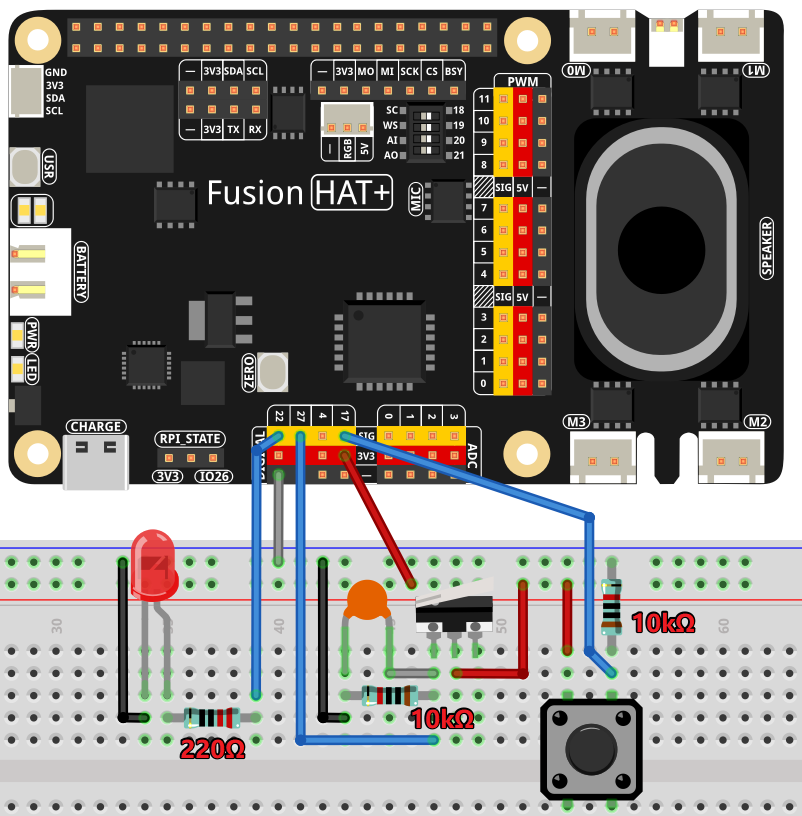 GND
3V3
SDA
SCL
— 3V3 SDA SCL
— 3V3 TX RX
— 3V3 MO MI SCK CS BSY
— RGB 5V
SC 18
WS 19
AI 20
AO 21
PWM
11
10
9
8
SIG 5V —
7
6
5
4
SIG 5V —
3
2
1
0
M0
M1
USR
Fusion HAT+
MIC
SPEAKER
BATTERY
PWR
LED
ZERO
CHARGE
RPI_STATE
3V3 IO26
22 27 4 17
0 1 2 3
DIGITAL
SIG
3V3
—
ADC
M3
M2
30
40
50
60
220Ω
10kΩ
10kΩ